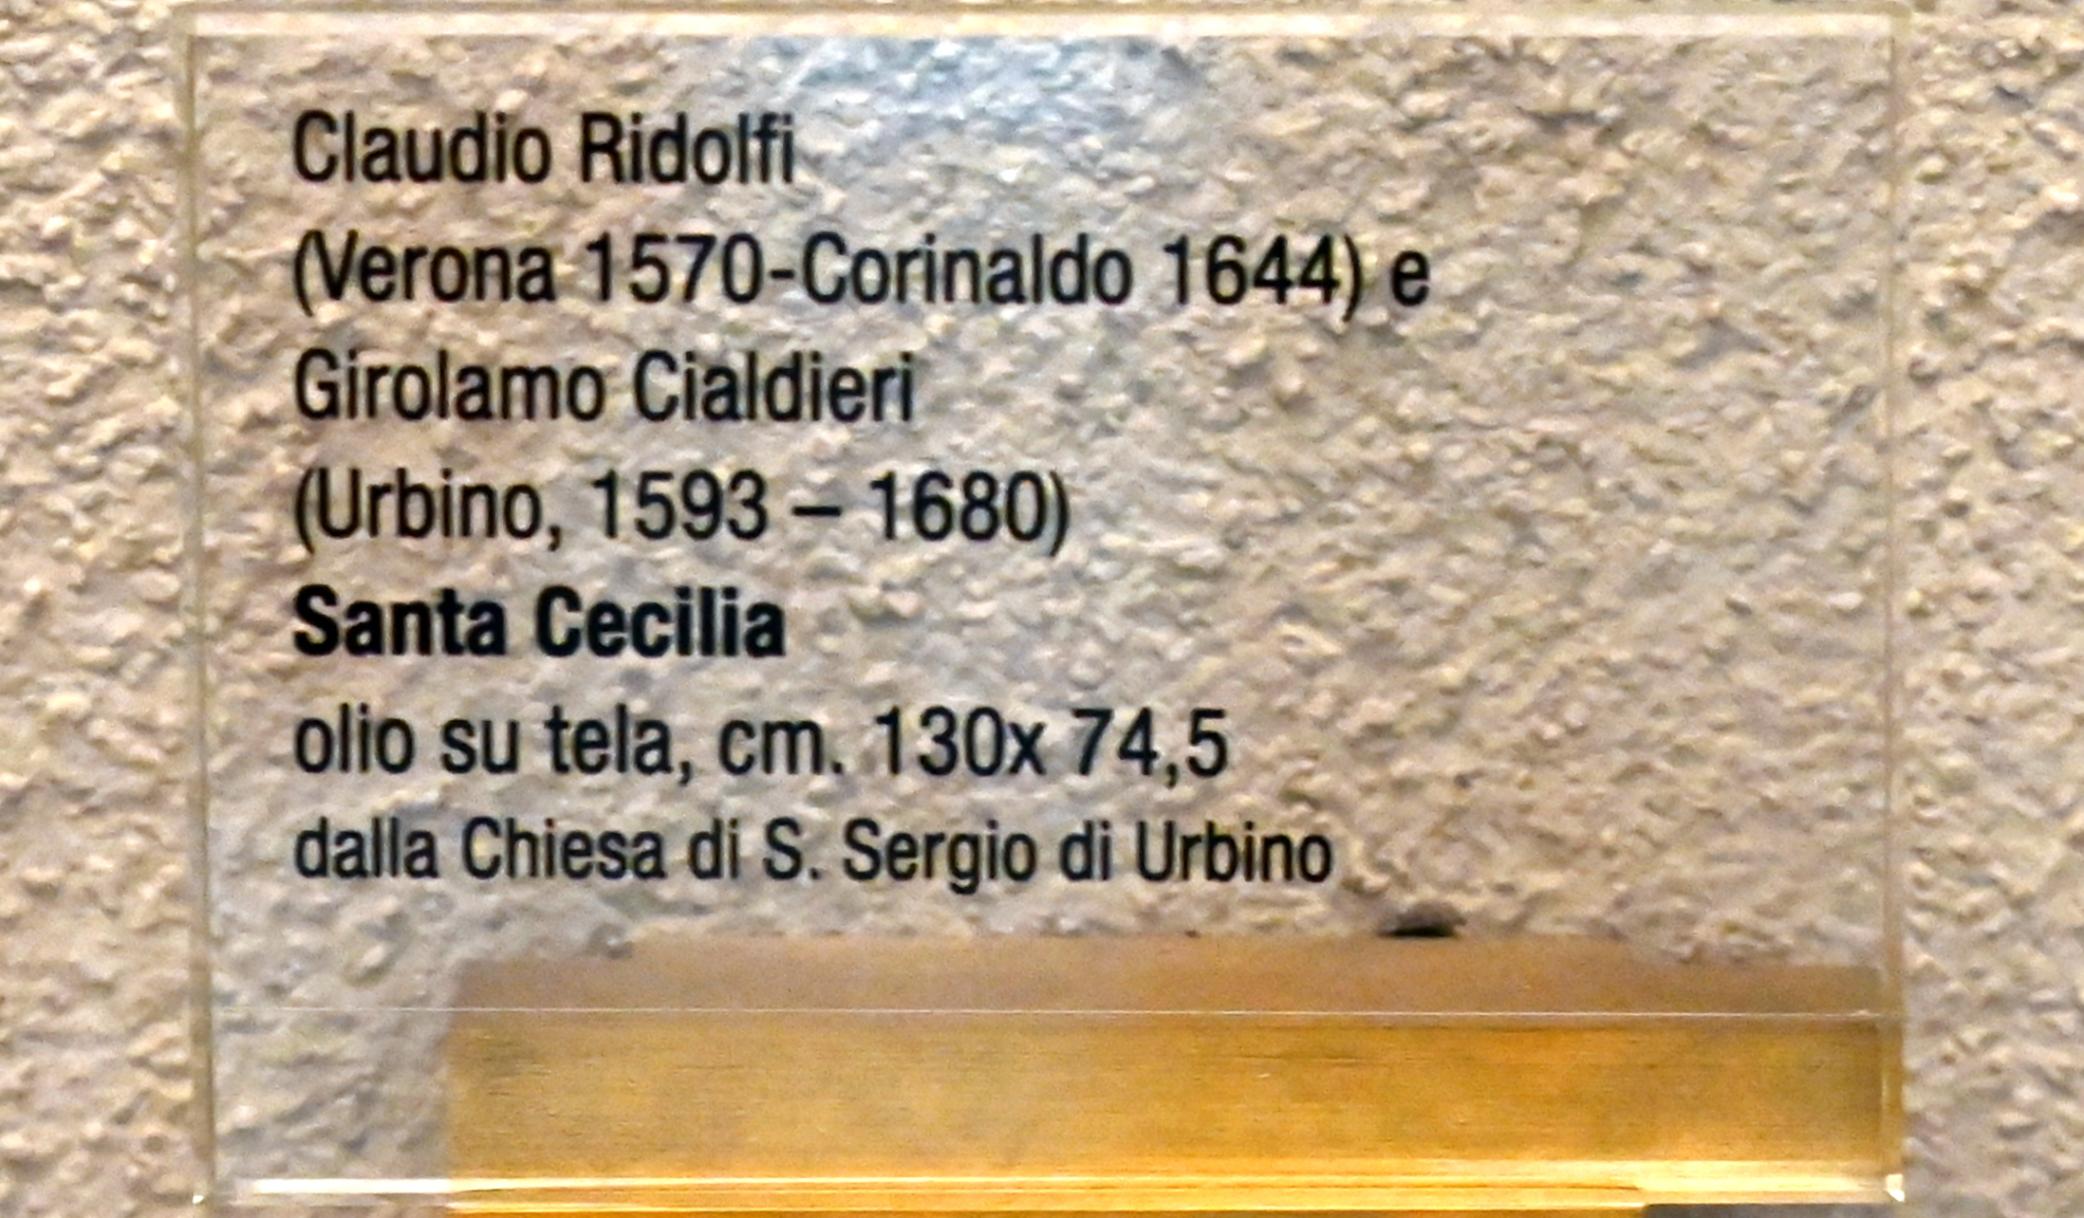 Claudio Ridolfi
(Verona 1570-Corinaldo 1644) e
Girolamo Cialdieri
(Urbino, 1593 – 1680)
Santa Cecilia
olio su tela, cm. 130x 74,5
dalla Chiesa di S. Sergio di Urbino